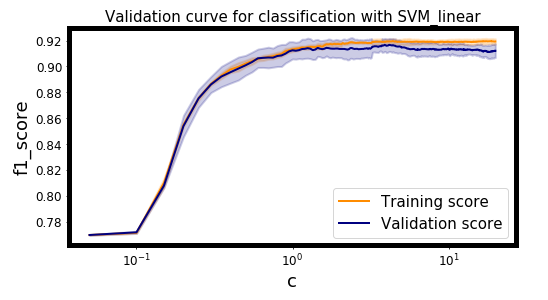 Validation curve for classification with SVM_linear
f1_score
0.92
0.90
0.88
0.86
0.84
0.82
0.80
0.78
Training score
Validation score
10⁻¹
10⁰
10¹
c